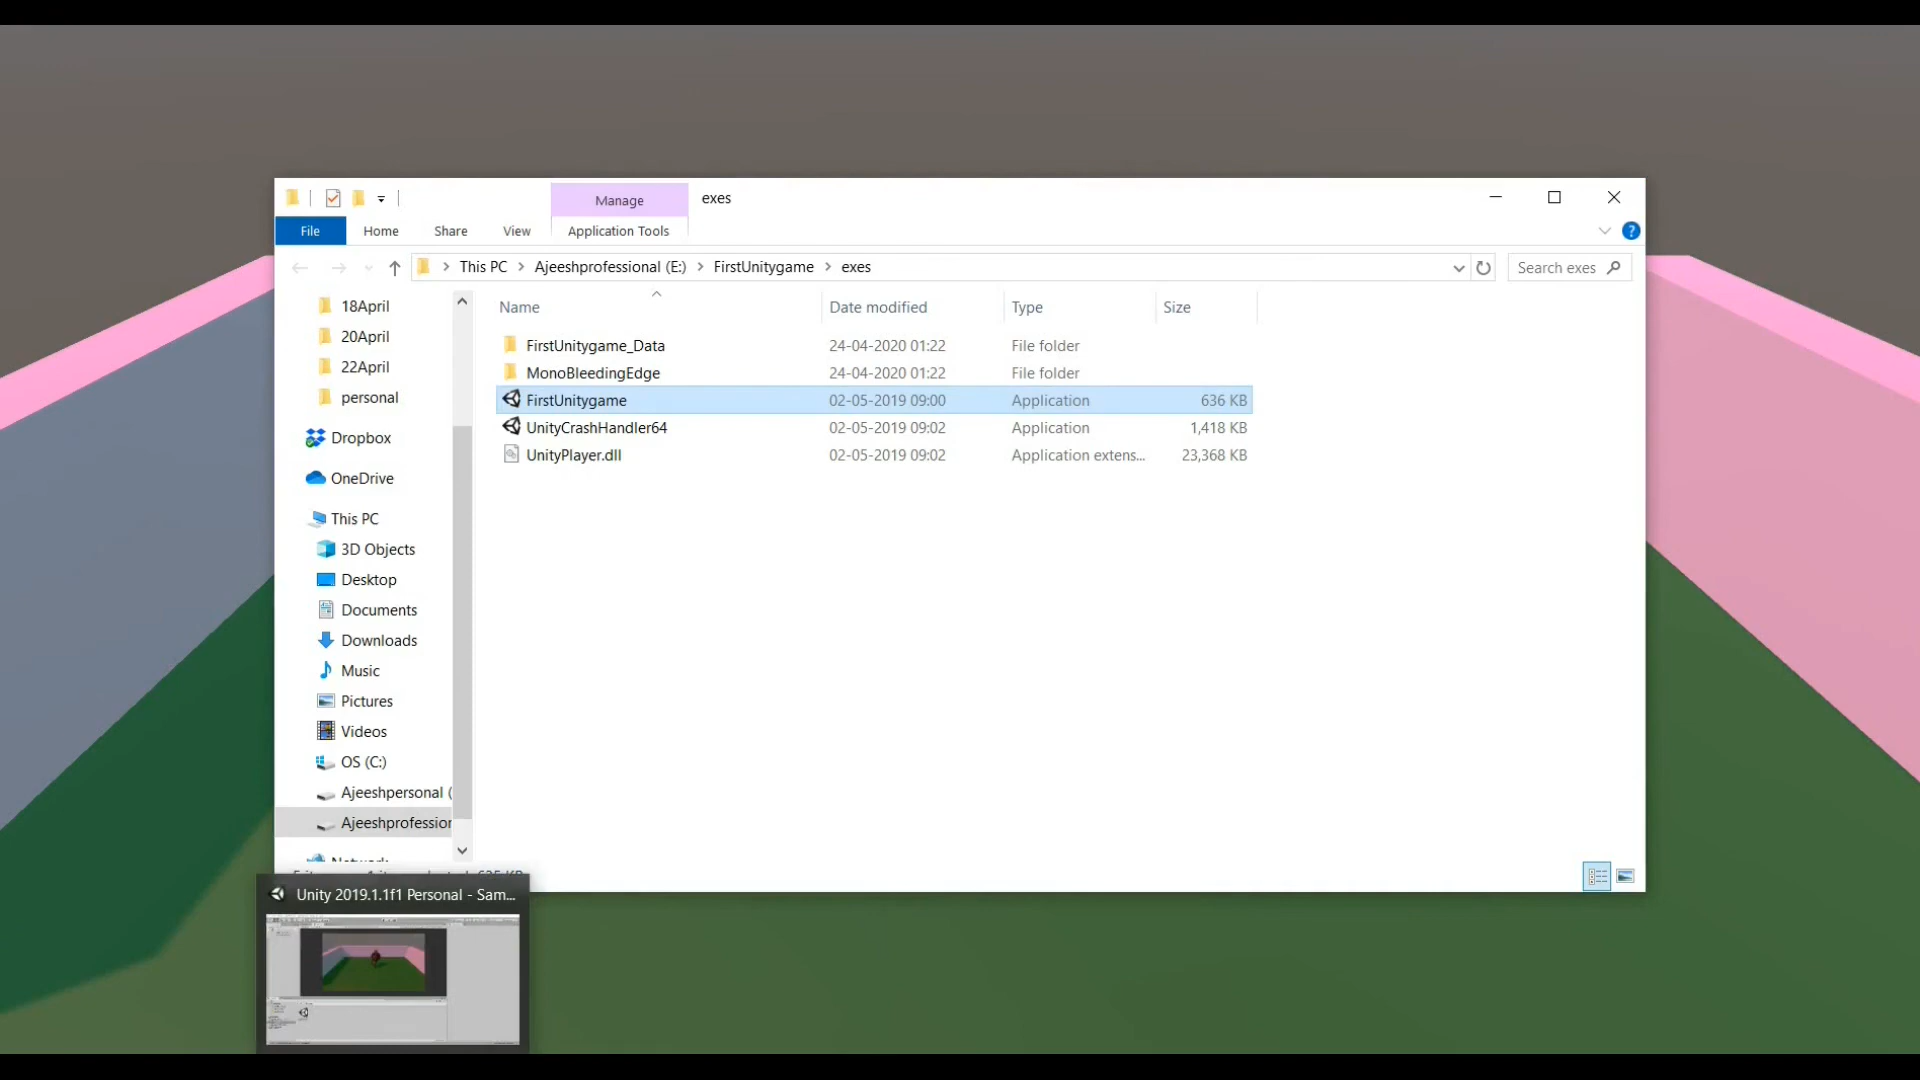 Manage
exes
File
Home
Share
View
Application Tools
?
This PC
Ajeeshprofessional (E:)
FirstUnitygame
exes
Search exes
Name
Date modified
Type
Size
FirstUnitygame_Data
24-04-2020 01:22
File folder
MonoBleedingEdge
24-04-2020 01:22
File folder
FirstUnitygame
02-05-2019 09:00
Application
636 KB
UnityCrashHandler64
02-05-2019 09:02
Application
1,418 KB
UnityPlayer.dll
02-05-2019 09:02
Application extens...
23,368 KB
18April
20April
22April
personal
Dropbox
OneDrive
This PC
3D Objects
Desktop
Documents
Downloads
Music
Pictures
Videos
OS (C:)
Ajeeshpersonal (
Ajeeshprofession
Network
Unity 2019.1.1f1 Personal - Sam...